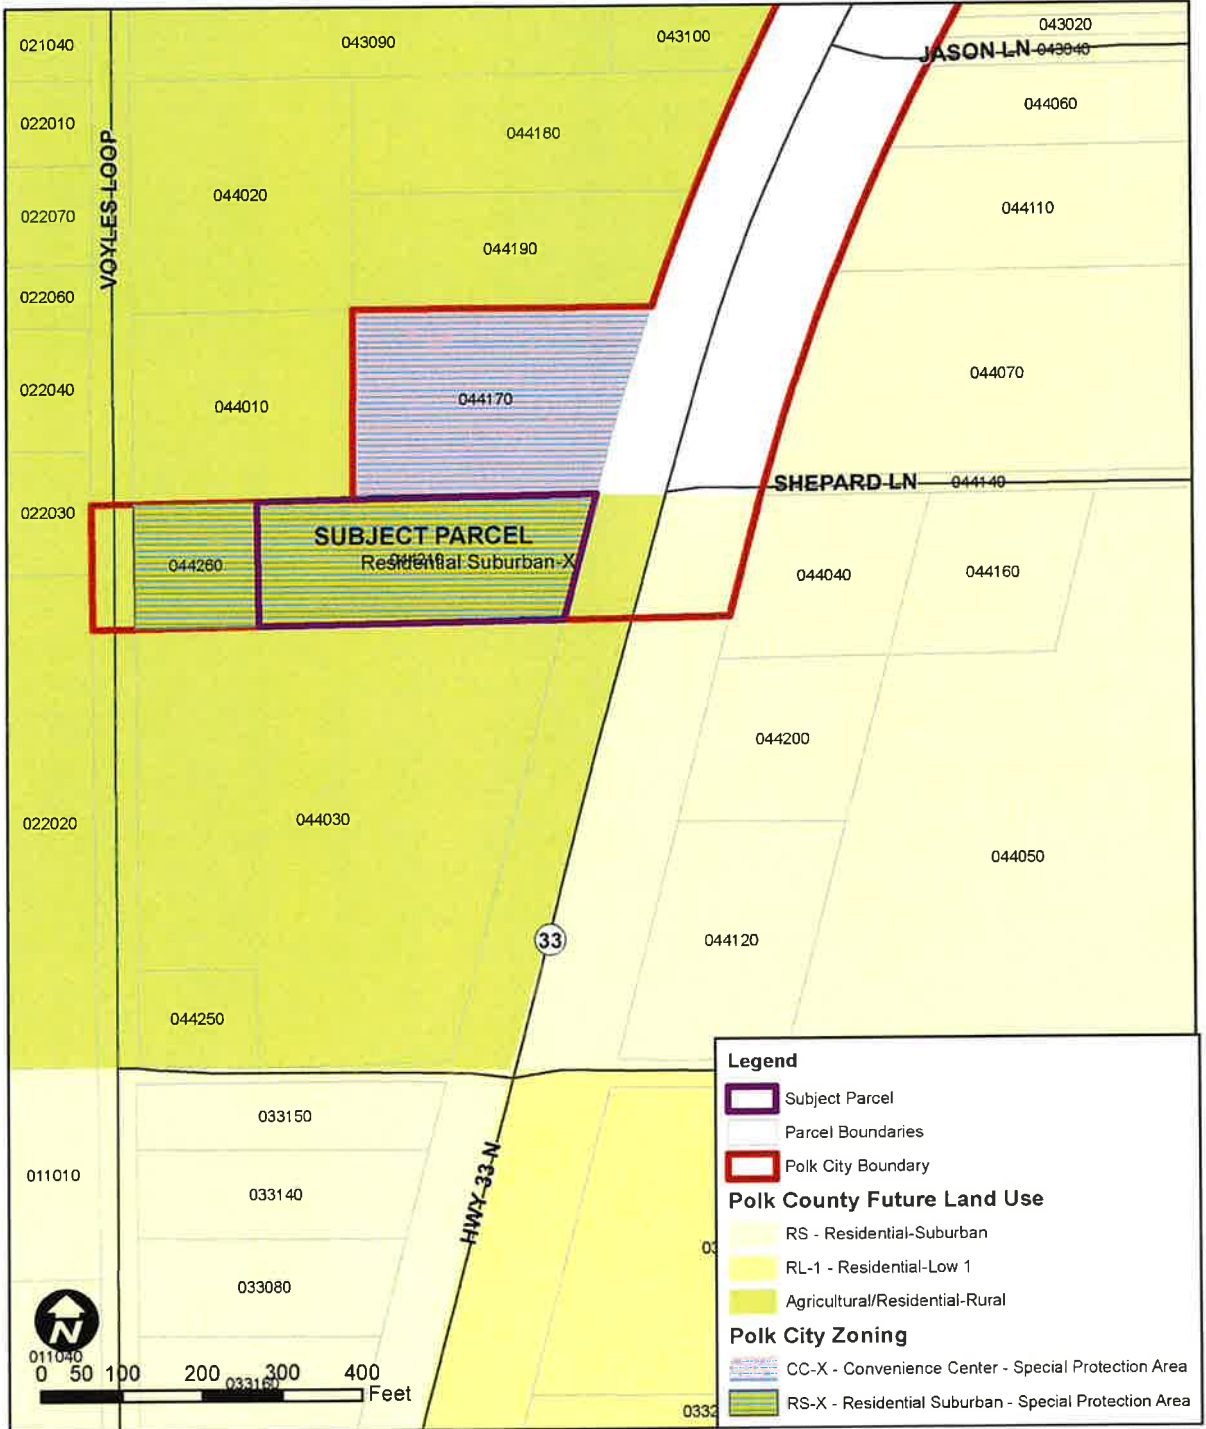 021040
043090
043100
043020
JASON LN 043040
022010
044180
044060
VOYLES LOOP
044020
022070
044110
044190
022060
022040
044010
044170
044070
SHEPARD LN 044140
022030
SUBJECT PARCEL
044260
Residential Suburban-X
044040
044160
044200
022020
044030
044050
33
044120
044250
033150
011010
033140
HWY 33 N
033080
N
011040
0 50 100 200 300 400
Feet
033160
Legend
Subject Parcel
Parcel Boundaries
Polk City Boundary
Polk County Future Land Use
RS - Residential-Suburban
RL-1 - Residential-Low 1
Agricultural/Residential-Rural
Polk City Zoning
CC-X - Convenience Center - Special Protection Area
RS-X - Residential Suburban - Special Protection Area